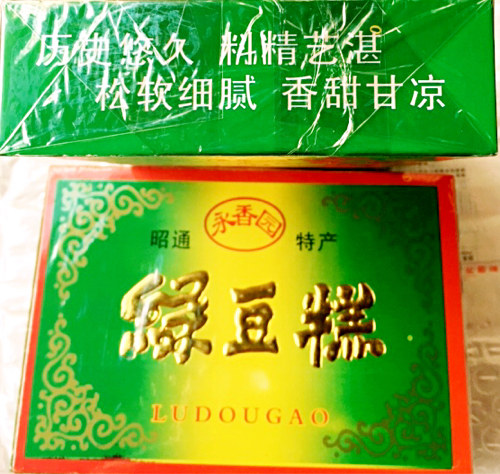 历史悠久 料精艺湛
松软细腻 香甜甘凉
永香园
昭通 特产
绿豆糕
LUDOUGAO